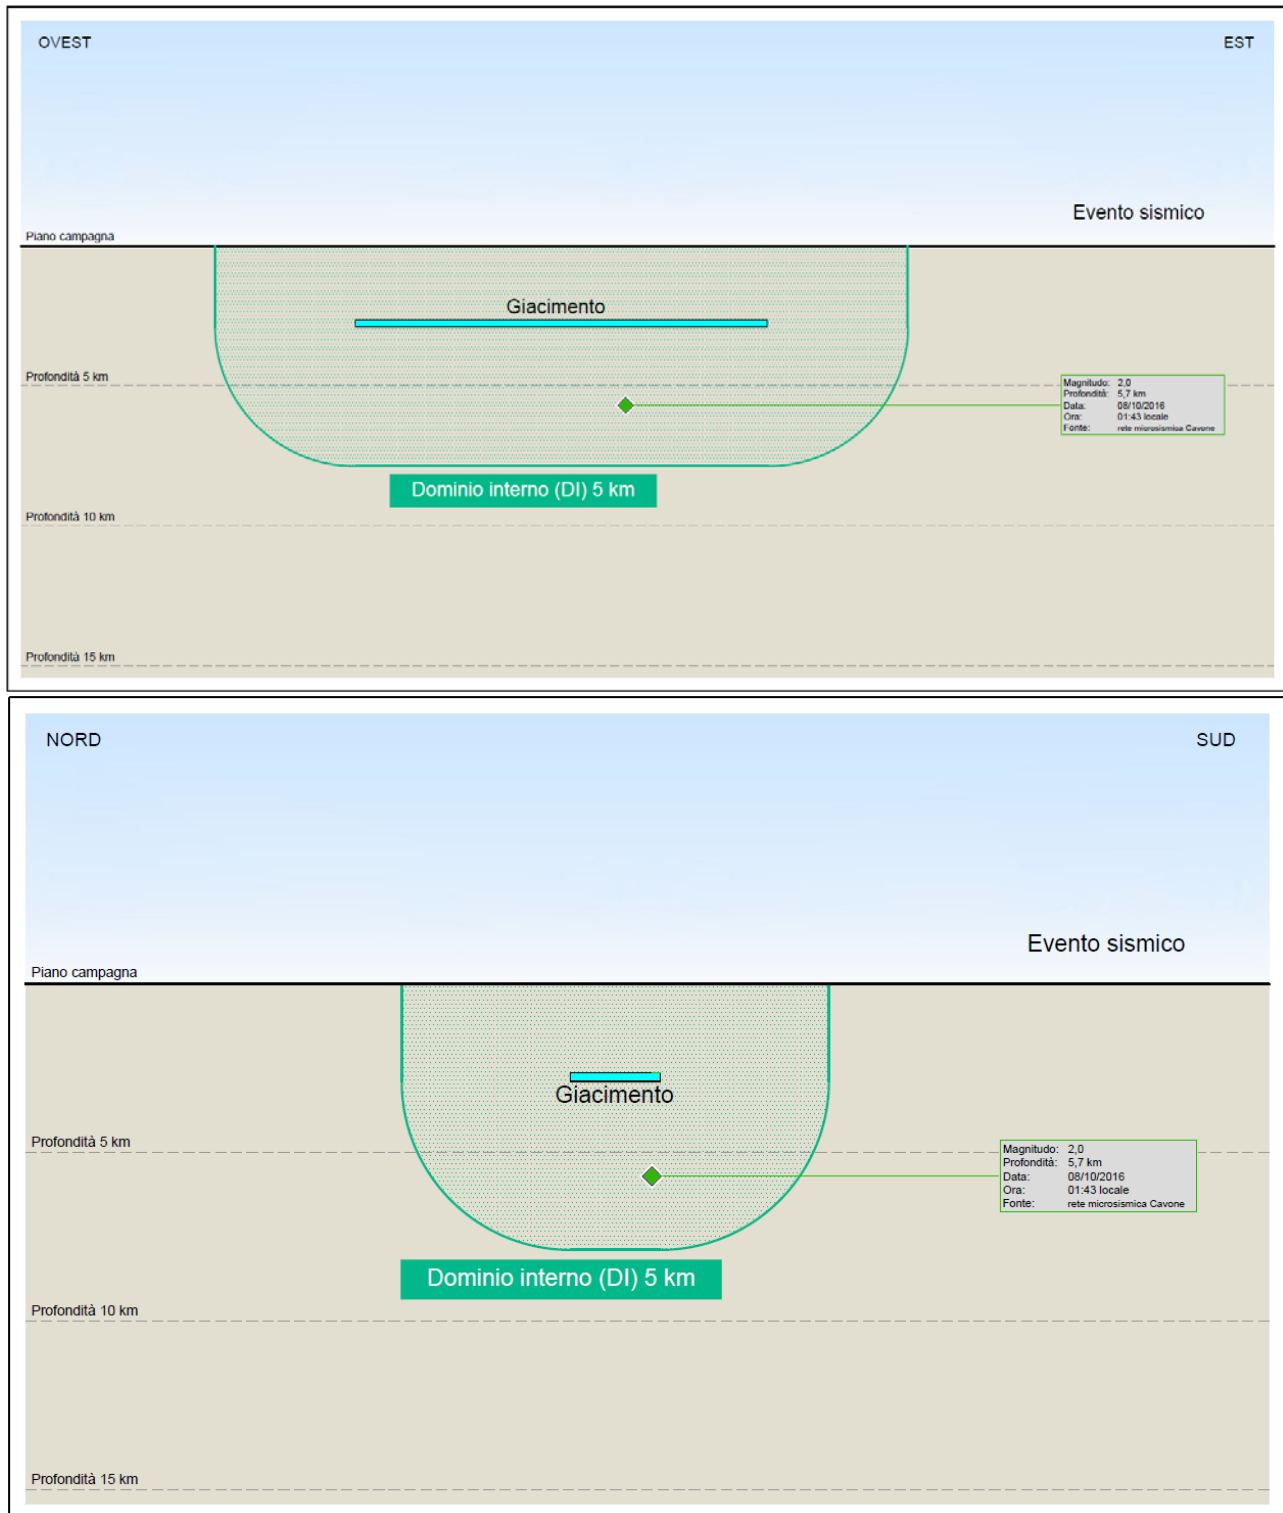 OVEST
EST
Evento sismico
Piano campagna
Giacimento
Profondità 5 km
Magnitudo: 2,0
Profondità: 5,7 km
Data: 08/10/2016
Ora: 01:43 locale
Fonte: rete microsismica Cavone
Dominio interno (DI) 5 km
Profondità 10 km
Profondità 15 km
NORD
SUD
Evento sismico
Piano campagna
Giacimento
Profondità 5 km
Magnitudo: 2,0
Profondità: 5,7 km
Data: 08/10/2016
Ora: 01:43 locale
Fonte: rete microsismica Cavone
Dominio interno (DI) 5 km
Profondità 10 km
Profondità 15 km